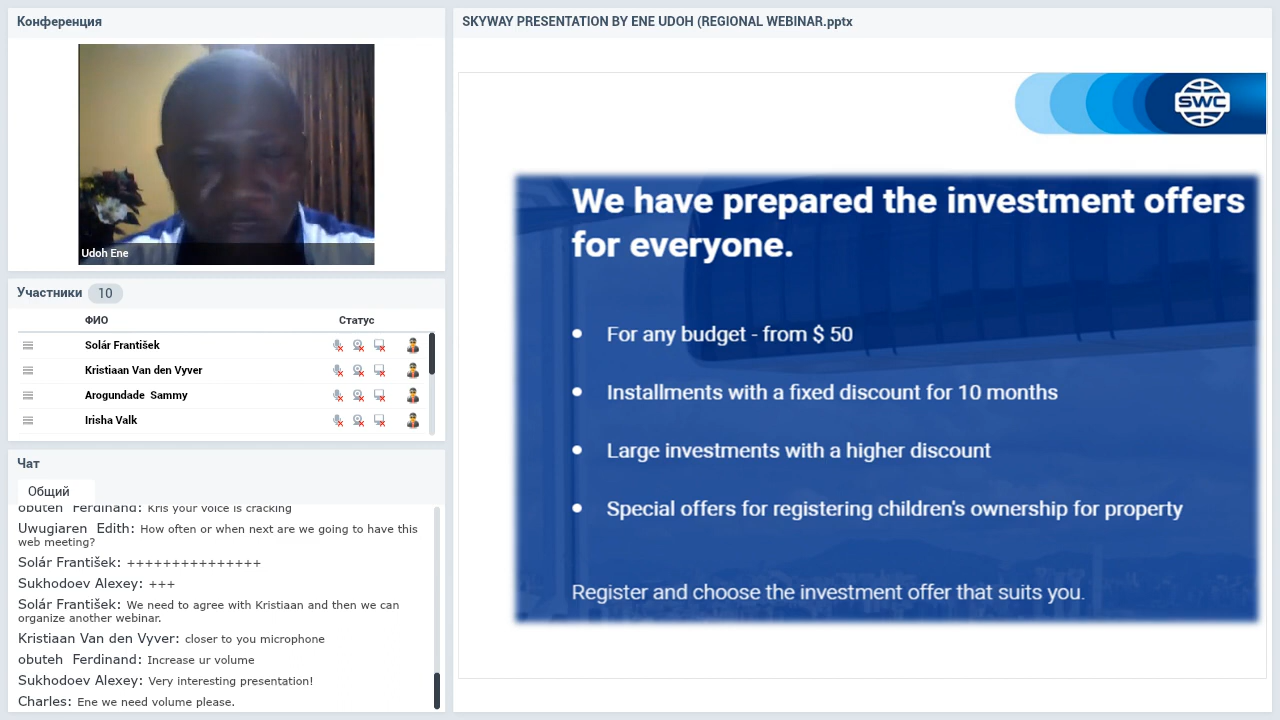 Конференция
Udoh Ene
Участники 10
ФИО Статус
Solár František
Kristiaan Van den Vyver
Arogundade Sammy
Irisha Valk
Чат
Общий
obuteh Ferdinand: Kris your voice is cracking
Uwugiaren Edith: How often or when next are we going to have this
web meeting?
Solár František: +++++++++++++++
Sukhodoev Alexey: +++
Solár František: We need to agree with Kristiaan and then we can
organize another webinar.
Kristiaan Van den Vyver: closer to you microphone
obuteh Ferdinand: Increase ur volume
Sukhodoev Alexey: Very interesting presentation!
Charles: Ene we need volume please.
SKYWAY PRESENTATION BY ENE UDOH (REGIONAL WEBINAR.pptx
SWC
We have prepared the investment offers
for everyone.
• For any budget - from $ 50
• Installments with a fixed discount for 10 months
• Large investments with a higher discount
• Special offers for registering children's ownership for property
Register and choose the investment offer that suits you.